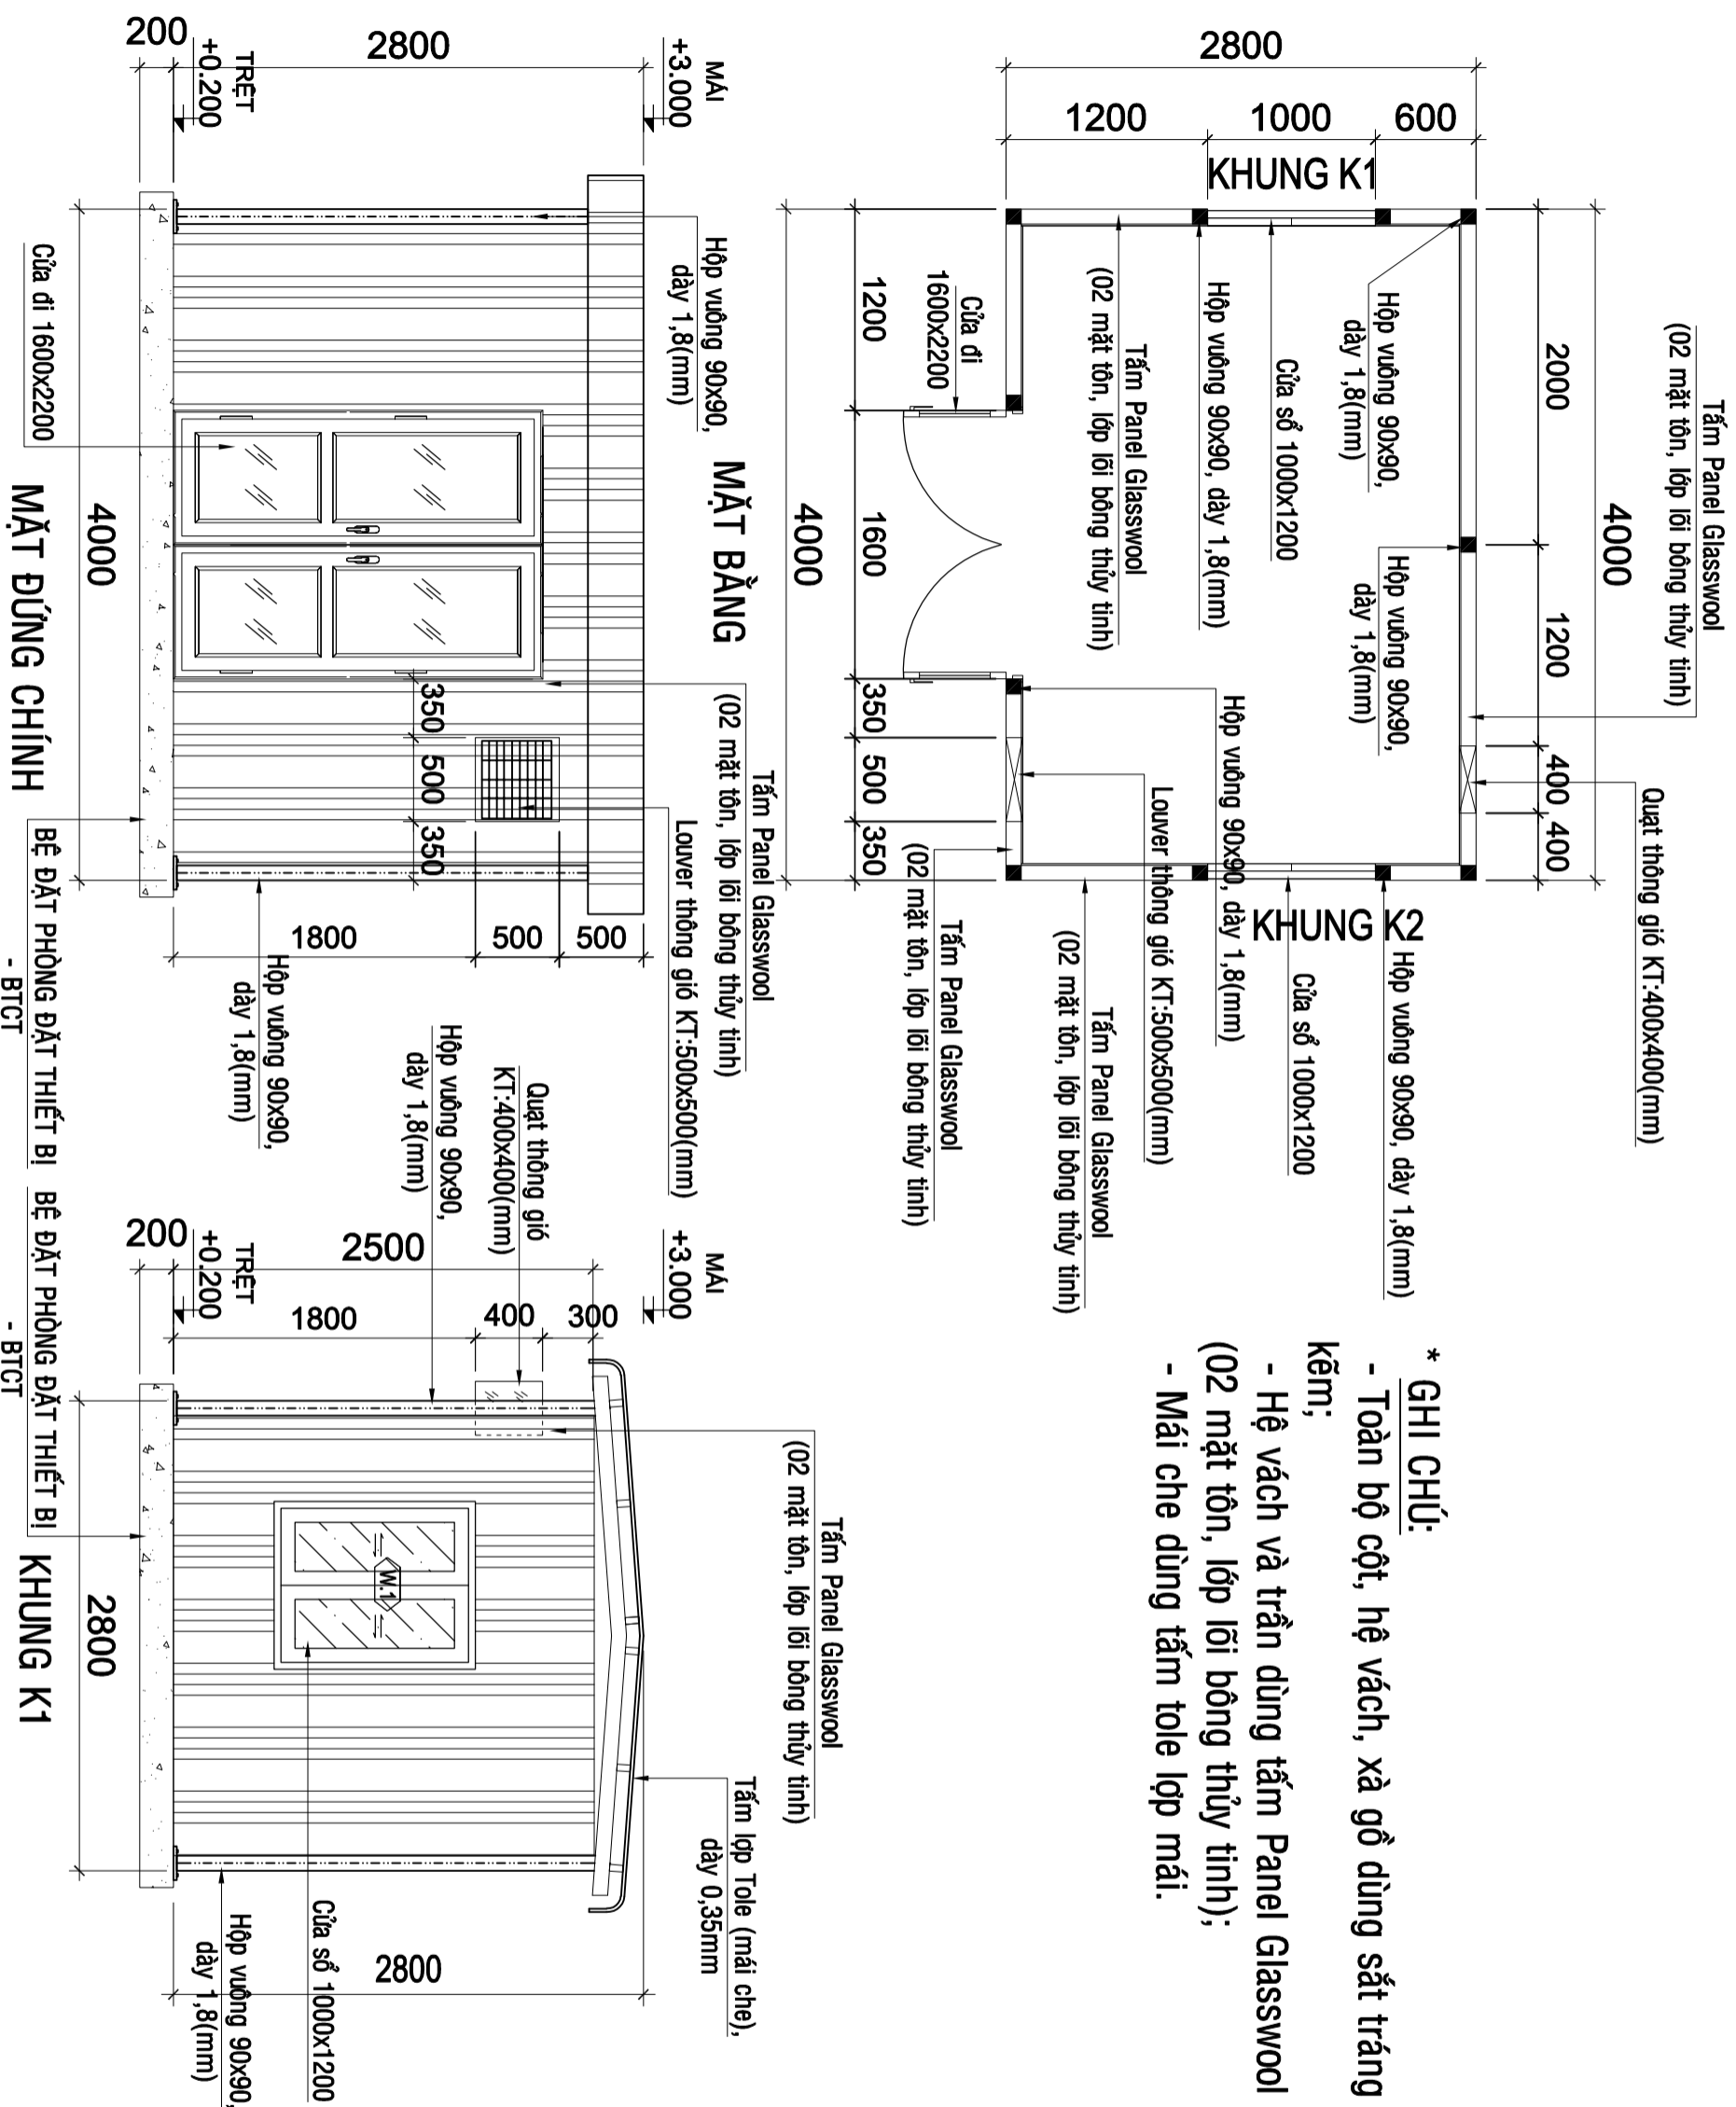 Tấm Panel Glasswool
(02 mặt tôn, lớp lõi bông thủy tinh)
Quạt thông gió KT:400x400(mm)
4000
2000
1200
400
400
2800
1200
1000
600
KHUNG K1
Hộp vuông 90x90,
dày 1,8(mm)
Hộp vuông 90x90,
dày 1,8(mm)
Hộp vuông 90x90, dày 1,8(mm)
Cửa sổ 1000x1200
Cửa sổ 1000x1200
KHUNG K2
Hộp vuông 90x90, dày 1,8(mm)
Hộp vuông 90x90, dày 1,8(mm)
Tấm Panel Glasswool
(02 mặt tôn, lớp lõi bông thủy tinh)
Louver thông gió KT:500x500(mm)
Tấm Panel Glasswool
(02 mặt tôn, lớp lõi bông thủy tinh)
Cửa đi
1600x2200
Tấm Panel Glasswool
(02 mặt tôn, lớp lõi bông thủy tinh)
1200
1600
350
500
350
4000
MẶT BẰNG
* GHI CHÚ:
- Toàn bộ cột, hệ vách, xà gồ dùng sắt tráng
kẽm;
- Hệ vách và trần dùng tấm Panel Glasswool
(02 mặt tôn, lớp lõi bông thủy tinh);
- Mái che dùng tấm tole lợp mái.
MÁI
+3.000
Hộp vuông 90x90,
dày 1,8(mm)
Tấm Panel Glasswool
(02 mặt tôn, lớp lõi bông thủy tinh)
Louver thông gió KT:500x500(mm)
2800
200
TRỆT
+0.200
350
500
350
500
500
1800
Hộp vuông 90x90,
dày 1,8(mm)
Cửa đi 1600x2200
4000
BỆ ĐẶT PHÒNG ĐẶT THIẾT BỊ
- BTCT
MẶT ĐỨNG CHÍNH
MÁI
+3.000
Tấm Panel Glasswool
(02 mặt tôn, lớp lõi bông thủy tinh)
Tấm lợp Tole (mái che),
dày 0,35mm
Quạt thông gió
KT:400x400(mm)
Hộp vuông 90x90,
dày 1,8(mm)
300
400
1800
2500
200
TRỆT
+0.200
W.1
2800
Cửa sổ 1000x1200
Hộp vuông 90x90,
dày 1,8(mm)
2800
BỆ ĐẶT PHÒNG ĐẶT THIẾT BỊ
- BTCT
KHUNG K1